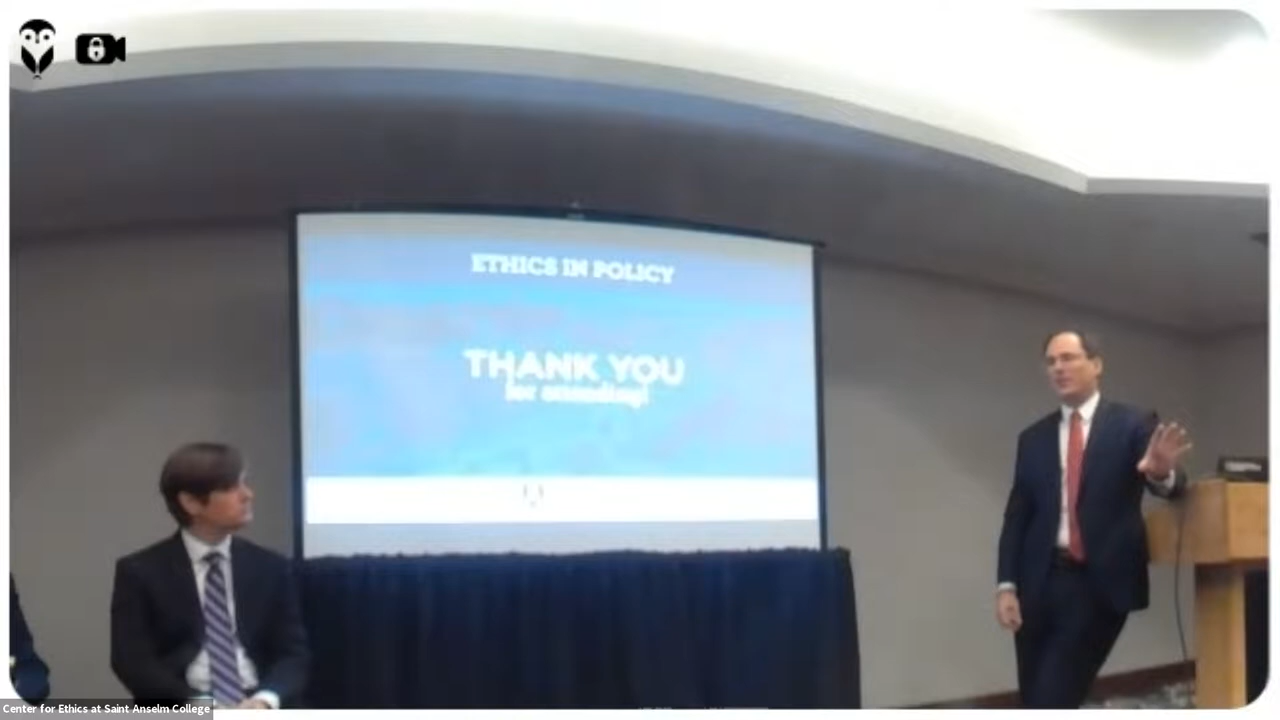 ETHICS IN POLICY
THANK YOU
for attending!
Center for Ethics at Saint Anselm College